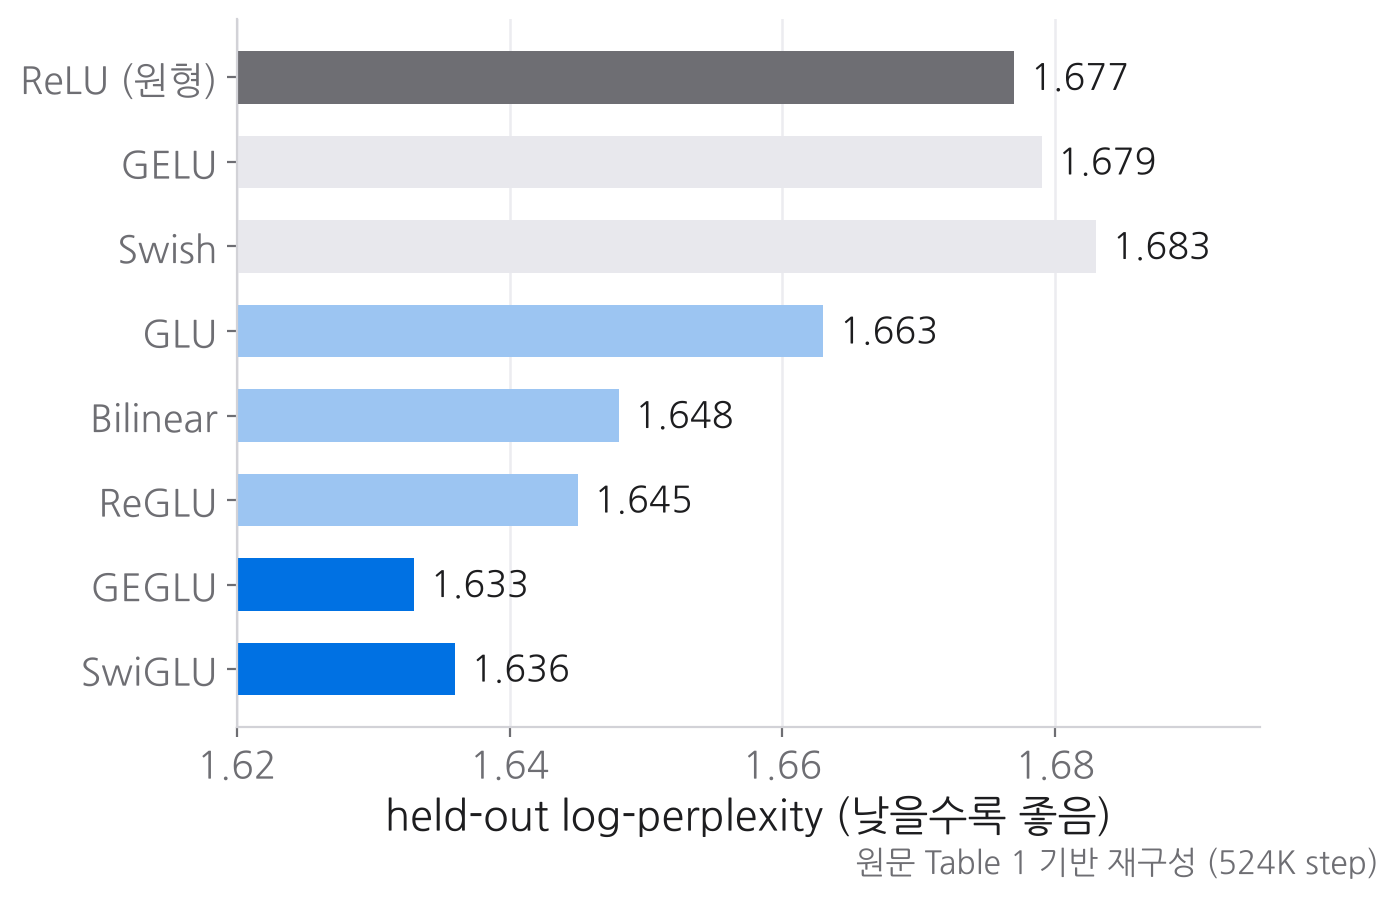 ReLU (원형) 1.677
GELU 1.679
Swish 1.683
GLU 1.663
Bilinear 1.648
ReGLU 1.645
GEGLU 1.633
SwiGLU 1.636
1.62 1.64 1.66 1.68
held-out log-perplexity (낮을수록 좋음)
원문 Table 1 기반 재구성 (524K step)